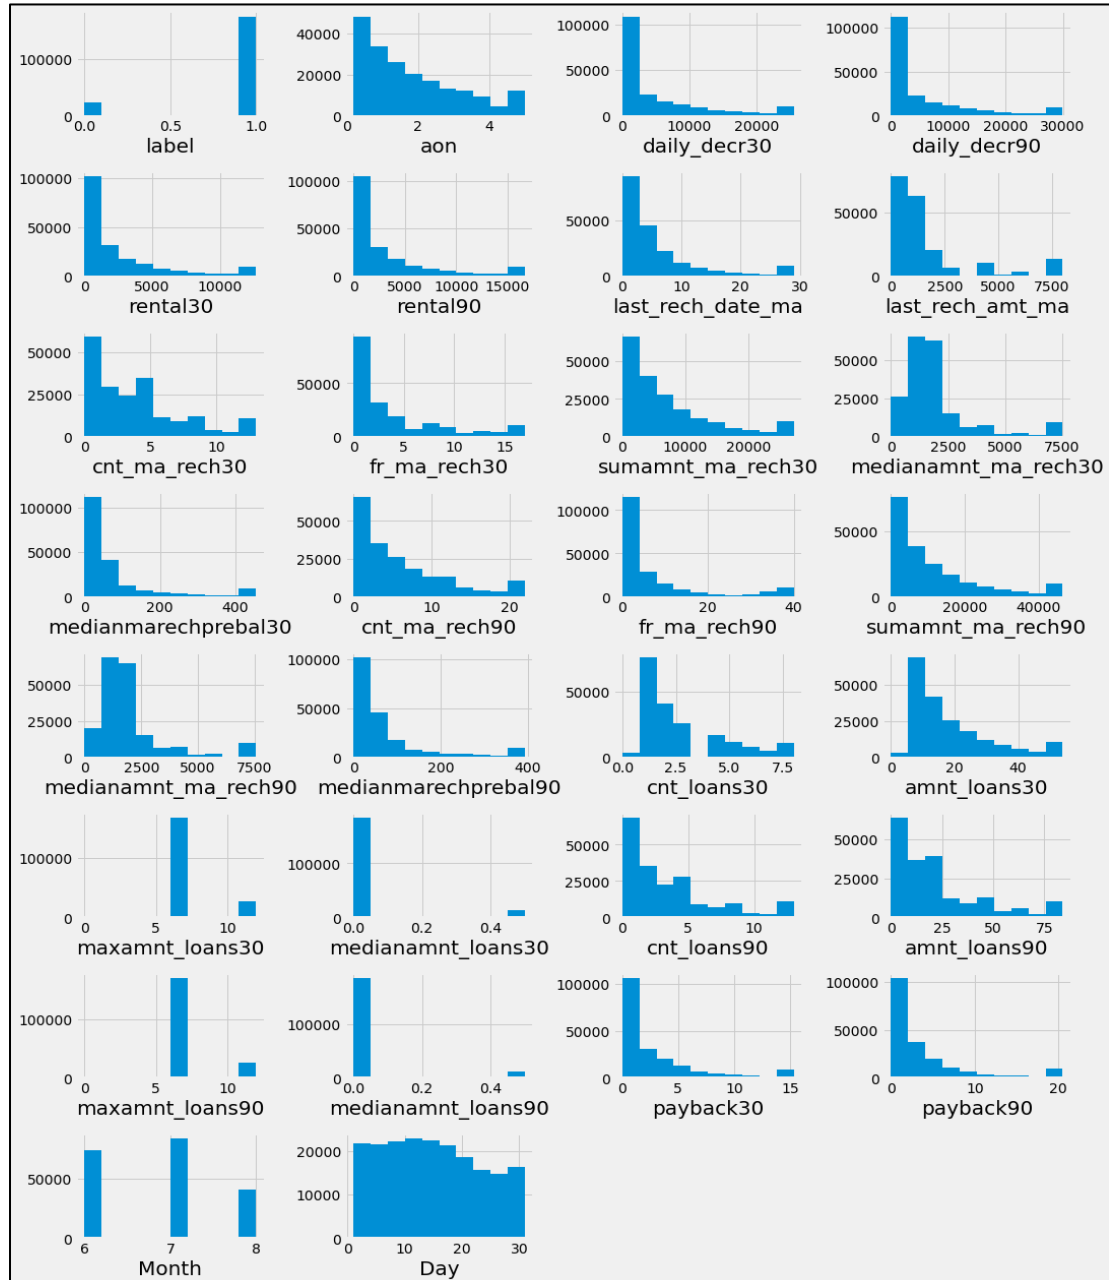 100000
0
0.0 0.5 1.0
label
40000
20000
0
0 2 4
aon
100000
50000
0
0 10000 20000
daily_decr30
100000
50000
0
0 10000 20000 30000
daily_decr90
100000
50000
0
0 5000 10000
rental30
100000
50000
0
0 5000 10000 15000
rental90
50000
0
0 10 20 30
last_rech_date_ma
50000
0
0 2500 5000 7500
last_rech_amt_ma
50000
25000
0
0 5 10
cnt_ma_rech30
50000
0
0 5 10 15
fr_ma_rech30
50000
25000
0
0 10000 20000
sumamnt_ma_rech30
50000
25000
0
0 2500 5000 7500
medianamnt_ma_rech30
100000
50000
0
0 200 400
medianmarechprebal30
50000
25000
0
0 10 20
cnt_ma_rech90
100000
50000
0
0 20 40
fr_ma_rech90
50000
0
0 20000 40000
sumamnt_ma_rech90
50000
25000
0
0 2500 5000 7500
medianamnt_ma_rech90
100000
50000
0
0 200 400
medianmarechprebal90
50000
0
0.0 2.5 5.0 7.5
cnt_loans30
50000
25000
0
0 20 40
amnt_loans30
100000
0
0 5 10
maxamnt_loans30
100000
0
0.0 0.2 0.4
medianamnt_loans30
50000
25000
0
0 5 10
cnt_loans90
50000
25000
0
0 25 50 75
amnt_loans90
100000
0
0 5 10
maxamnt_loans90
100000
0
0.0 0.2 0.4
medianamnt_loans90
100000
50000
0
0 5 10 15
payback30
100000
50000
0
0 10 20
payback90
50000
0
6 7 8
Month
20000
10000
0
0 10 20 30
Day